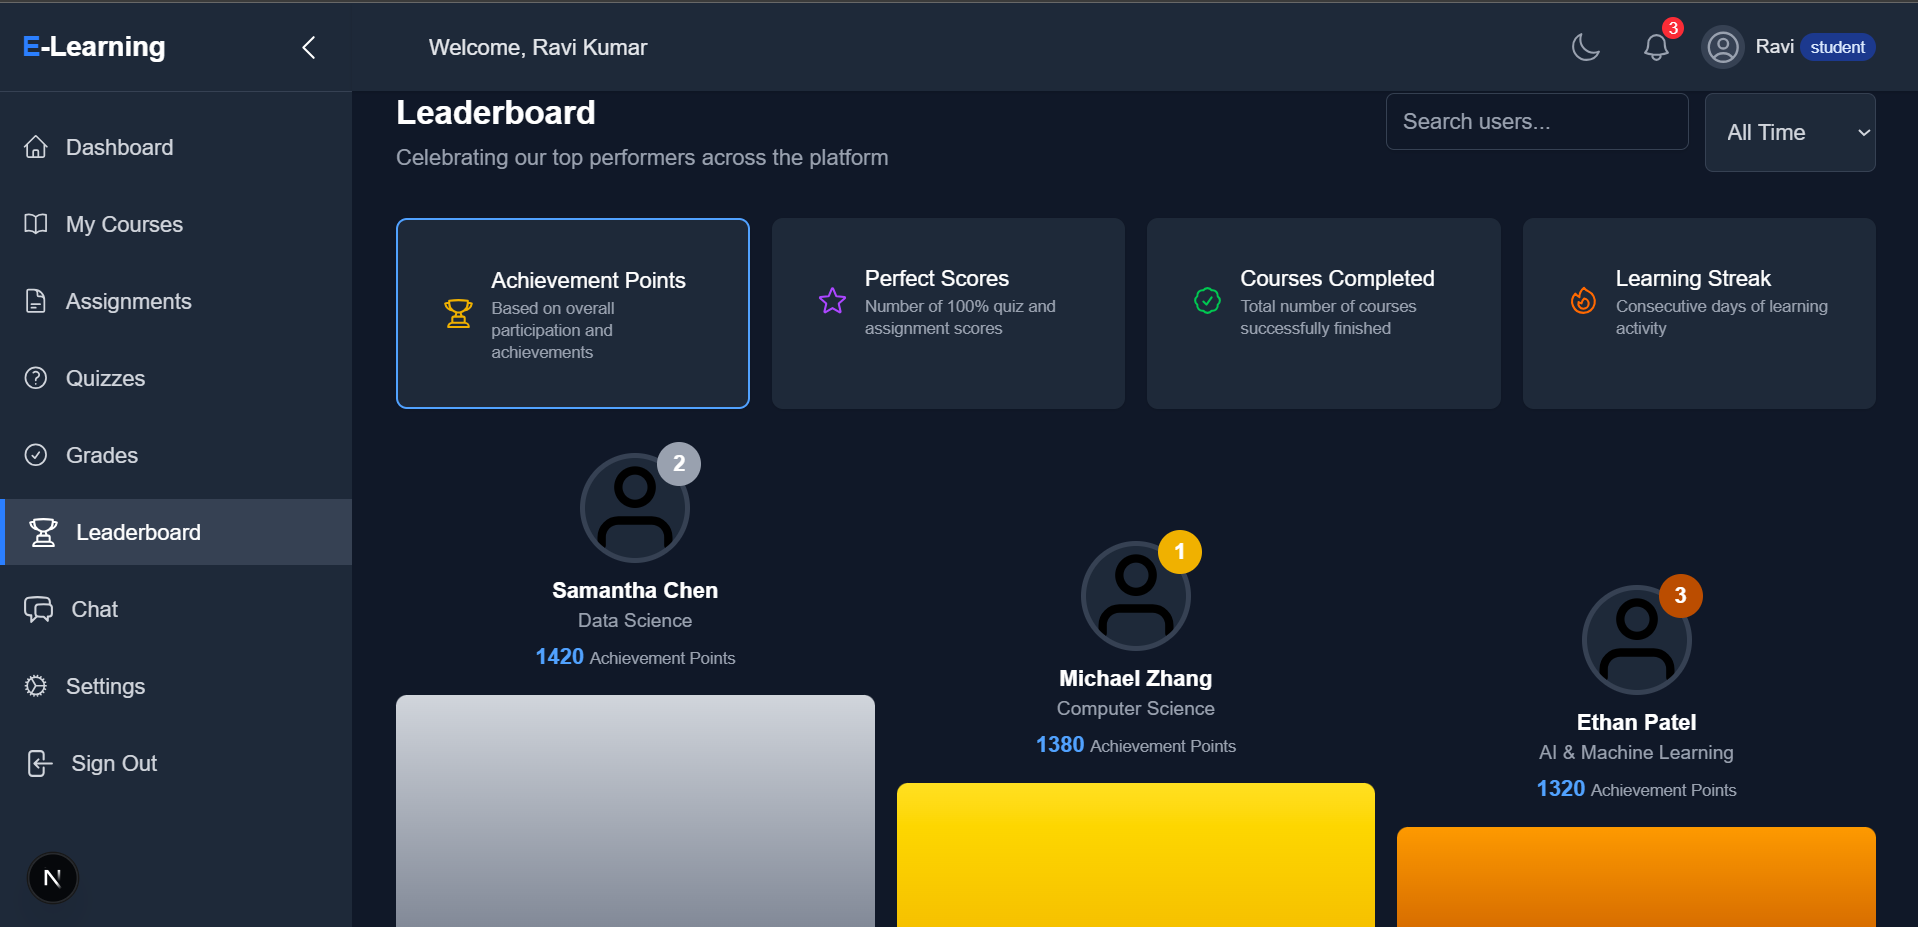 E-Learning
Welcome, Ravi Kumar
3
Ravi student
Dashboard
My Courses
Assignments
Quizzes
Grades
Leaderboard
Chat
Settings
Sign Out
N
Leaderboard
Celebrating our top performers across the platform
Search users...
All Time
Achievement Points
Based on overall
participation and
achievements
Perfect Scores
Number of 100% quiz and
assignment scores
Courses Completed
Total number of courses
successfully finished
Learning Streak
Consecutive days of learning
activity
2
Samantha Chen
Data Science
1420 Achievement Points
1
Michael Zhang
Computer Science
1380 Achievement Points
3
Ethan Patel
AI & Machine Learning
1320 Achievement Points